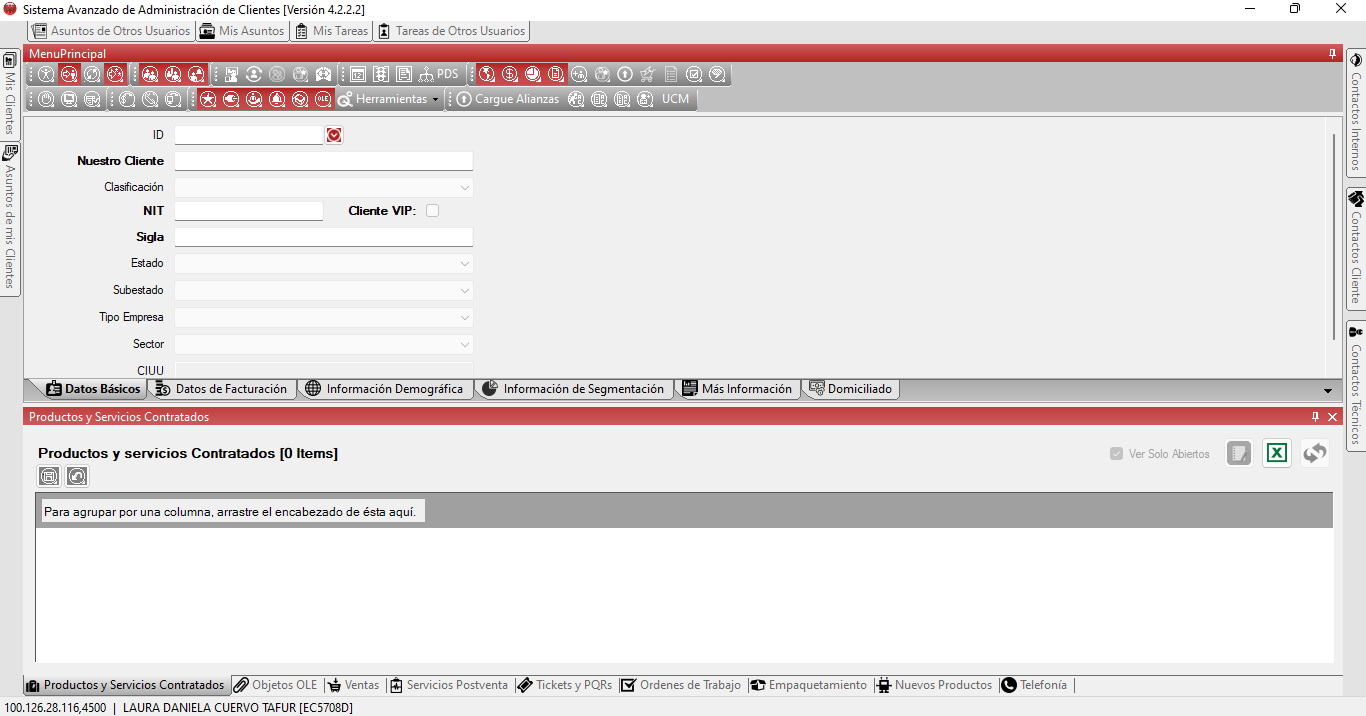 Sistema Avanzado de Administración de Clientes [Versión 4.2.2.2]
Asuntos de Otros Usuarios
Mis Asuntos
Mis Tareas
Tareas de Otros Usuarios
MenuPrincipal
PDS
OLE
Herramientas
Cargue Alianzas
UCM
Mis Clientes
Asuntos de mis Clientes
Contactos Internos
Contactos Cliente
Contactos Técnicos
ID
Nuestro Cliente
Clasificación
NIT
Cliente VIP:
Sigla
Estado
Subestado
Tipo Empresa
Sector
CIUU
Datos Básicos
Datos de Facturación
Información Demográfica
Información de Segmentación
Más Información
Domiciliado
Productos y Servicios Contratados
Productos y servicios Contratados [0 Items]
Ver Solo Abiertos
Para agrupar por una columna, arrastre el encabezado de ésta aquí.
Productos y Servicios Contratados
Objetos OLE
Ventas
Servicios Postventa
Tickets y PQRs
Ordenes de Trabajo
Empaquetamiento
Nuevos Productos
Telefonía
100.126.28.116,4500 | LAURA DANIELA CUERVO TAFUR [EC5708D]